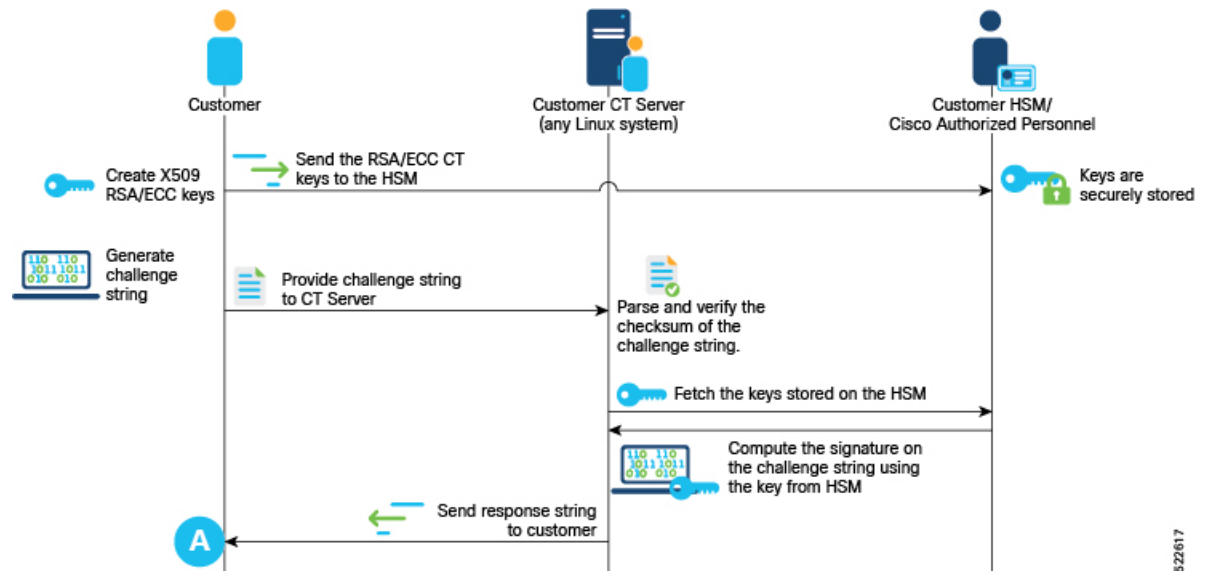 Customer
Customer CT Server
(any Linux system)
Customer HSM/
Cisco Authorized Personnel
Create X509
RSA/ECC keys
Send the RSA/ECC CT
keys to the HSM
Keys are
securely stored
110 110
1011 1011
010 010
Generate
challenge
string
Provide challenge string
to CT Server
Parse and verify the
checksum of the
challenge string.
Fetch the keys stored on the HSM
110 110
1011 1011
010 010
Compute the signature on
the challenge string using
the key from HSM
Send response string
to customer
A
522617